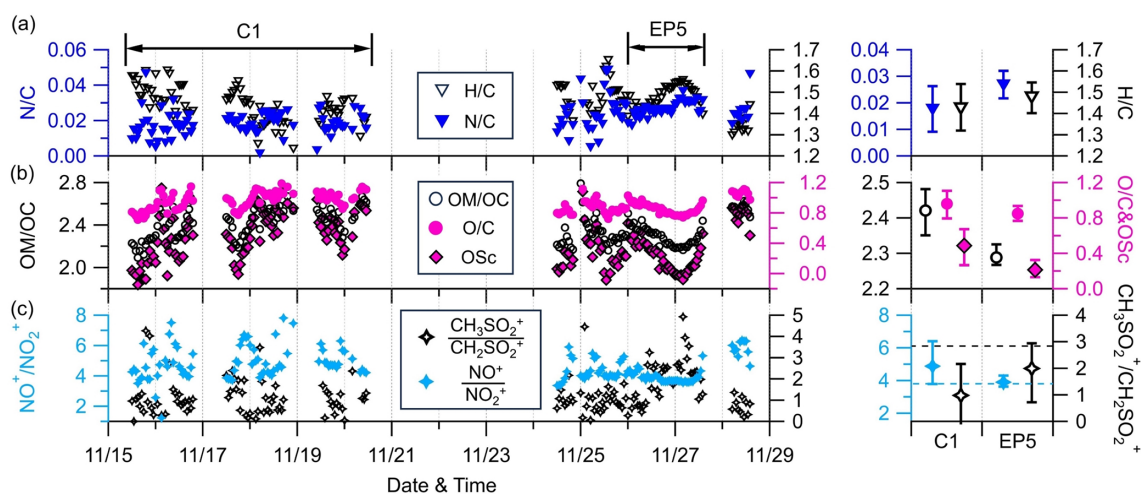 (a)
C1
EP5
N/C
0.06
0.04
0.02
0.00
H/C
N/C
1.7
1.6
1.5
1.4
1.3
1.2
0.04
0.03
0.02
0.01
0.00
1.7
1.6
1.5
1.4
1.3
1.2
H/C
(b)
OM/OC
2.8
2.4
2.0
OM/OC
O/C
OSc
1.2
0.8
0.4
0.0
2.5
2.4
2.3
2.2
1.2
0.9
0.6
0.3
0.0
O/C&OSc
(c)
NO⁺/NO₂⁺
8
6
4
2
CH₃SO₂⁺
CH₂SO₂⁺
NO⁺
NO₂⁺
5
4
3
2
1
0
8
6
4
2
4
3
2
1
0
CH₃SO₂⁺/CH₂SO₂⁺
11/15
11/17
11/19
11/21
11/23
11/25
11/27
11/29
C1
EP5
Date & Time